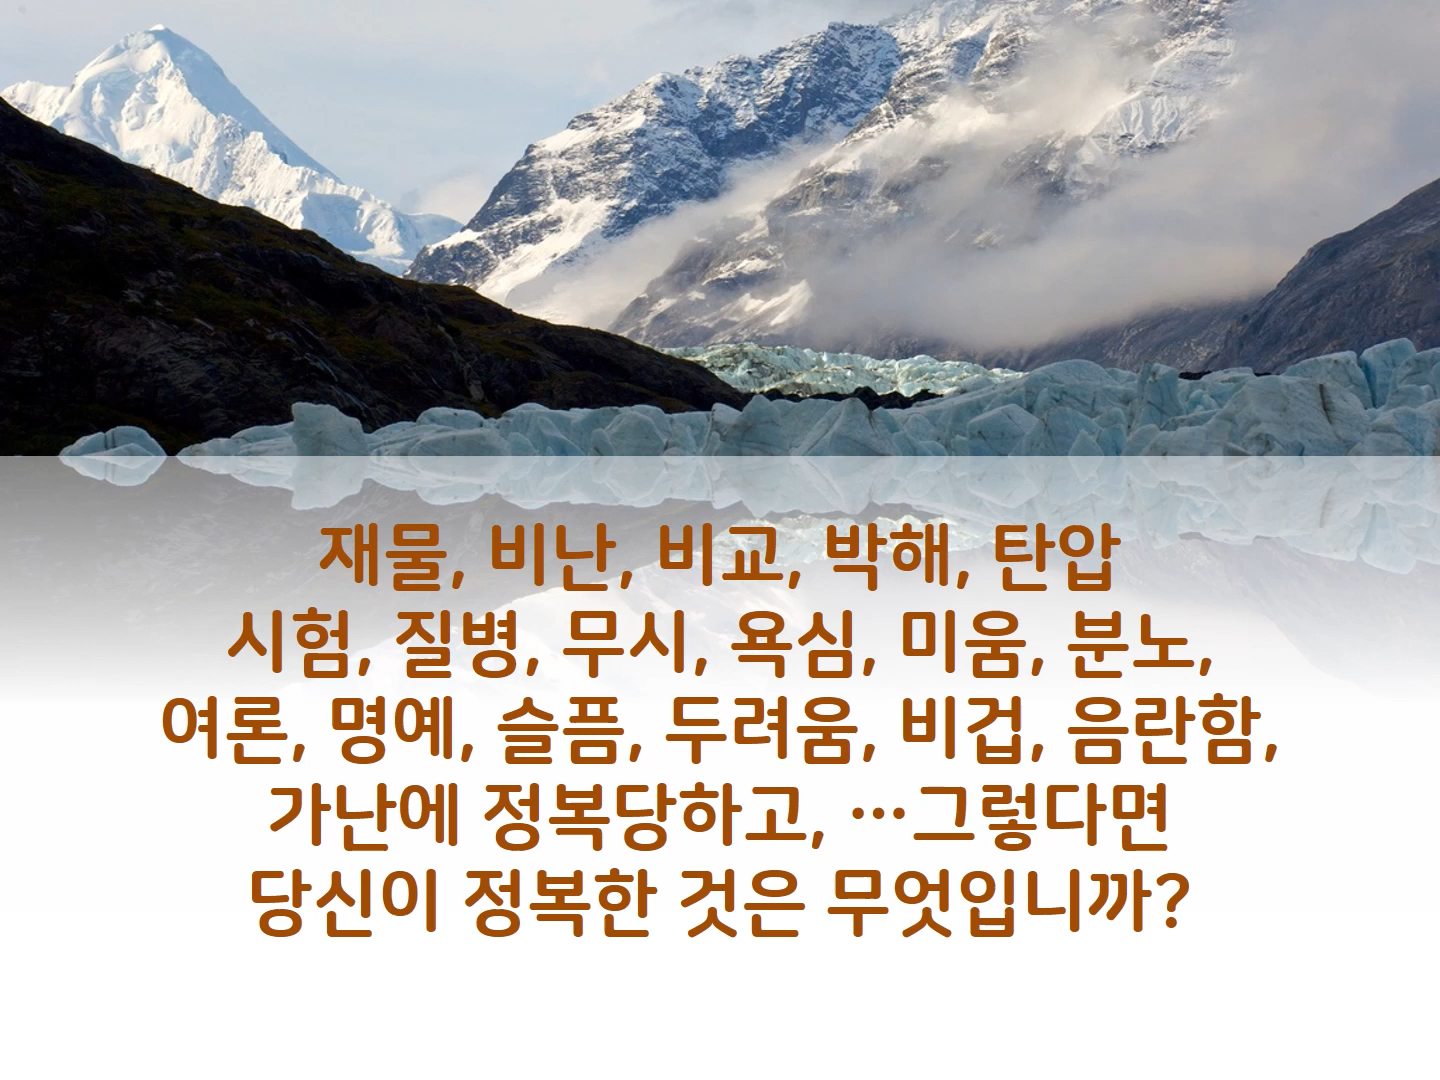 재물, 비난, 비교, 박해, 탄압
시험, 질병, 무시, 욕심, 미움, 분노,
여론, 명예, 슬픔, 두려움, 비겁, 음란함,
가난에 정복당하고, …그렇다면
당신이 정복한 것은 무엇입니까?